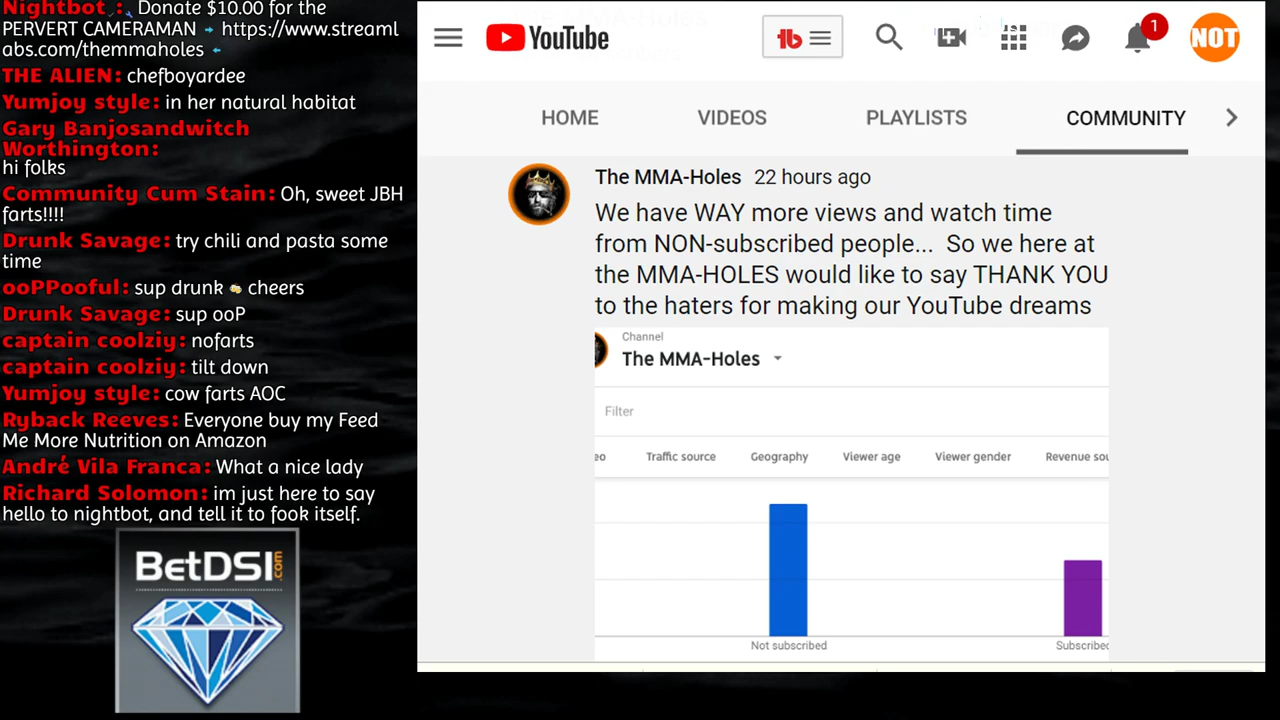 Nightbot : Donate $10.00 for the
PERVERT CAMERAMAN https://www.streaml
abs.com/themmaholes
THE ALIEN: chefboyardee
Yumjoy style: in her natural habitat
Gary Banjosandwitch
Worthington:
hi folks
Community Cum Stain: Oh, sweet JBH
farts!!!!
Drunk Savage: try chili and pasta some
time
ooPPooful: sup drunk 🍻 cheers
Drunk Savage: sup ooP
captain coolziy: nofarts
captain coolziy: tilt down
Yumjoy style: cow farts AOC
Ryback Reeves: Everyone buy my Feed
Me More Nutrition on Amazon
André Vila Franca: What a nice lady
Richard Solomon: im just here to say
hello to nightbot, and tell it to fook itself.
BetDSI.com
YouTube
tb
1
NOT
HOME VIDEOS PLAYLISTS COMMUNITY
The MMA-Holes 22 hours ago
We have WAY more views and watch time
from NON-subscribed people... So we here at
the MMA-HOLES would like to say THANK YOU
to the haters for making our YouTube dreams
Channel
The MMA-Holes
Filter
eo Traffic source Geography Viewer age Viewer gender Revenue sou
Not subscribed Subscribed